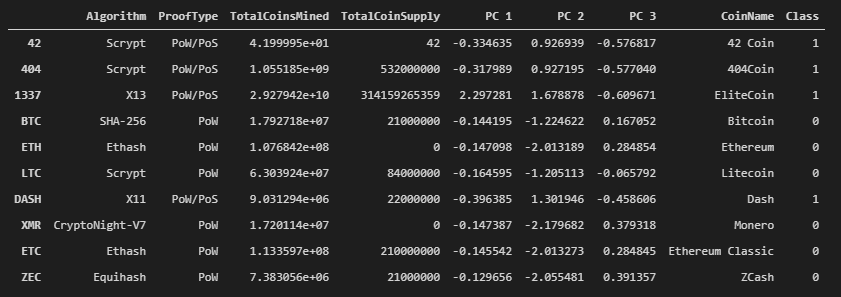 Algorithm ProofType TotalCoinsMined TotalCoinSupply PC 1 PC 2 PC 3 CoinName Class
42 Scrypt PoW/PoS 4.199995e+01 42 -0.334635 0.926939 -0.576817 42 Coin 1
404 Scrypt PoW/PoS 1.055185e+09 532000000 -0.317989 0.927195 -0.577040 404Coin 1
1337 X13 PoW/PoS 2.927942e+10 314159265359 2.297281 1.678878 -0.609671 EliteCoin 1
BTC SHA-256 PoW 1.792718e+07 21000000 -0.144195 -1.224622 0.167052 Bitcoin 0
ETH Ethash PoW 1.076842e+08 0 -0.147098 -2.013189 0.284854 Ethereum 0
LTC Scrypt PoW 6.303924e+07 84000000 -0.164595 -1.205113 -0.065792 Litecoin 0
DASH X11 PoW/PoS 9.031294e+06 22000000 -0.396385 1.301946 -0.458606 Dash 1
XMR CryptoNight-V7 PoW 1.720114e+07 0 -0.147387 -2.179682 0.379318 Monero 0
ETC Ethash PoW 1.133597e+08 210000000 -0.145542 -2.013273 0.284845 Ethereum Classic 0
ZEC Equihash PoW 7.383056e+06 21000000 -0.129656 -2.055481 0.391357 ZCash 0